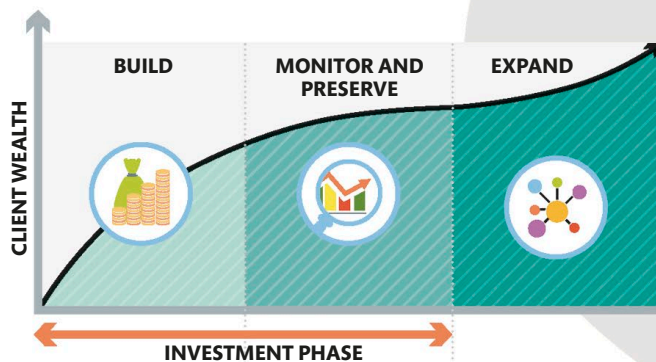 BUILD
MONITOR AND
PRESERVE
EXPAND
CLIENT WEALTH
INVESTMENT PHASE